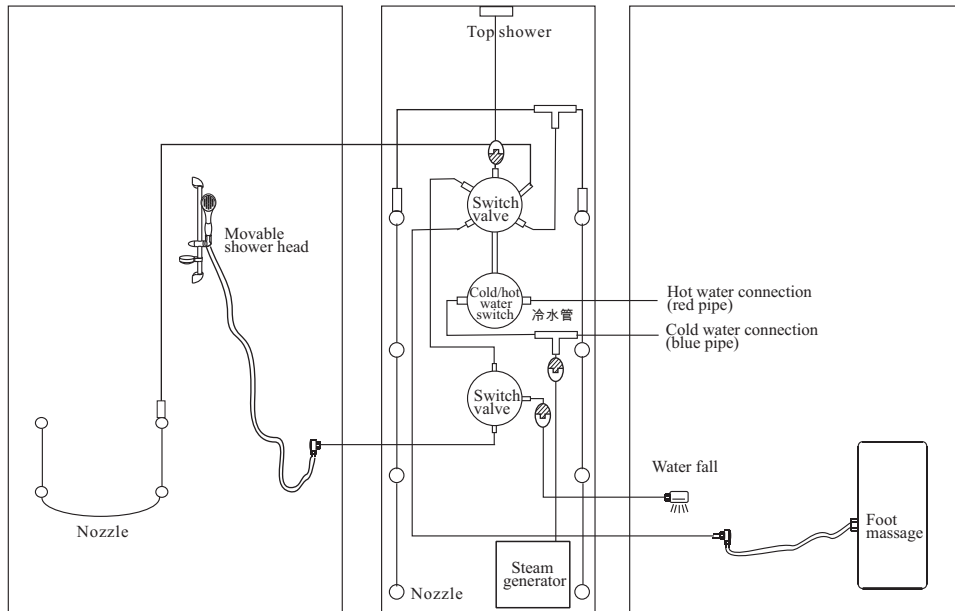 Top shower
Switch
valve
Movable
shower head
Cold/hot
water
switch
冷水管
Hot water connection
(red pipe)
Cold water connection
(blue pipe)
Switch
valve
Water fall
Nozzle
Foot
massage
Steam
generator
Nozzle